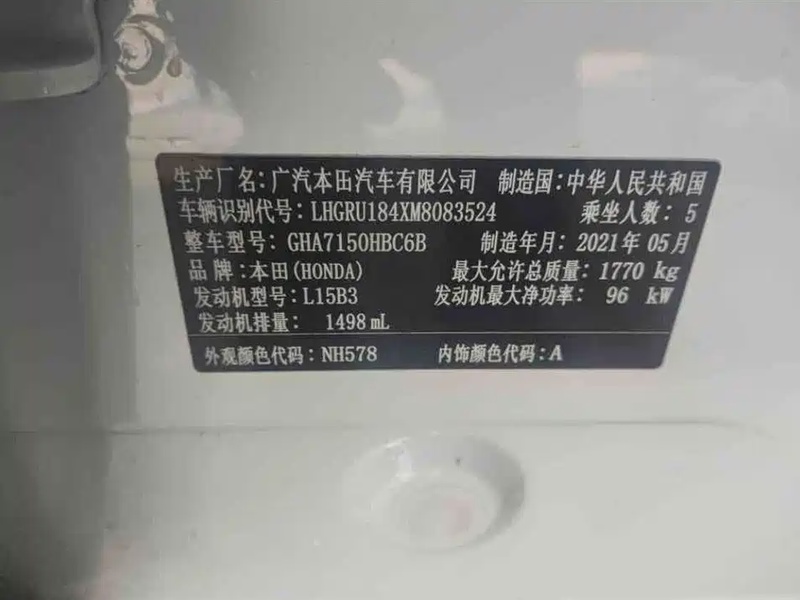 生产厂名：广汽本田汽车有限公司 制造国：中华人民共和国
车辆识别代号：LHGRU184XM8083524 乘坐人数：5
整车型号：GHA7150HBC6B 制造年月：2021年05月
品牌：本田(HONDA) 最大允许总质量：1770 kg
发动机型号：L15B3 发动机最大净功率：96 kW
发动机排量：1498 mL
外观颜色代码：NH578 内饰颜色代码：A